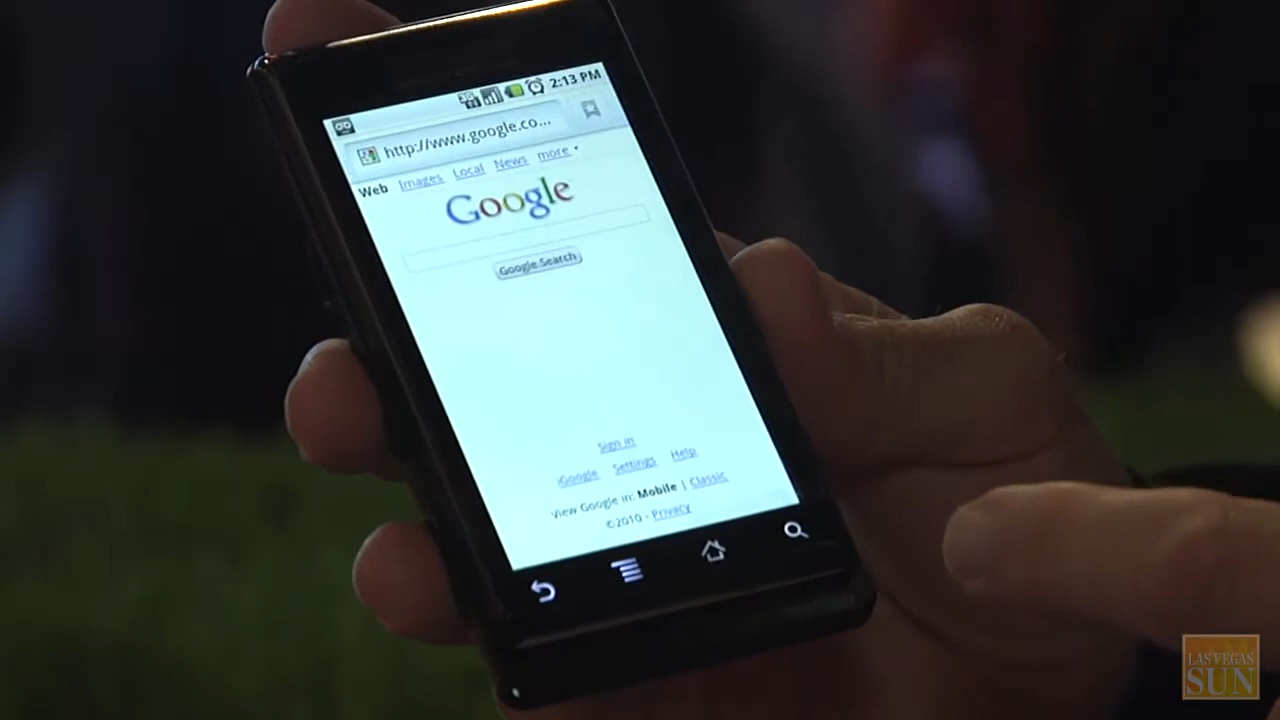 2:13 PM
http://www.google.co...
Web Images Local News more
Google
Google Search
Sign in
iGoogle Settings Help
View Google in: Mobile | Classic
©2010 - Privacy
LAS VEGAS
SUN